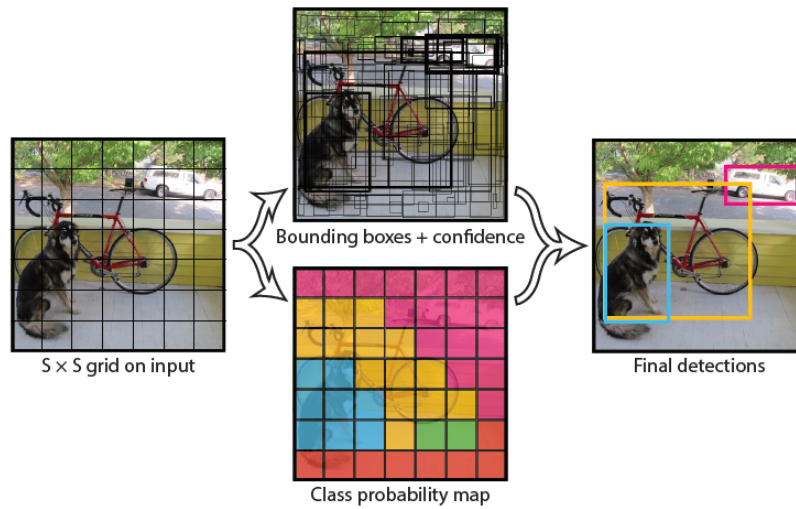 Bounding boxes + confidence
S × S grid on input
Final detections
Class probability map